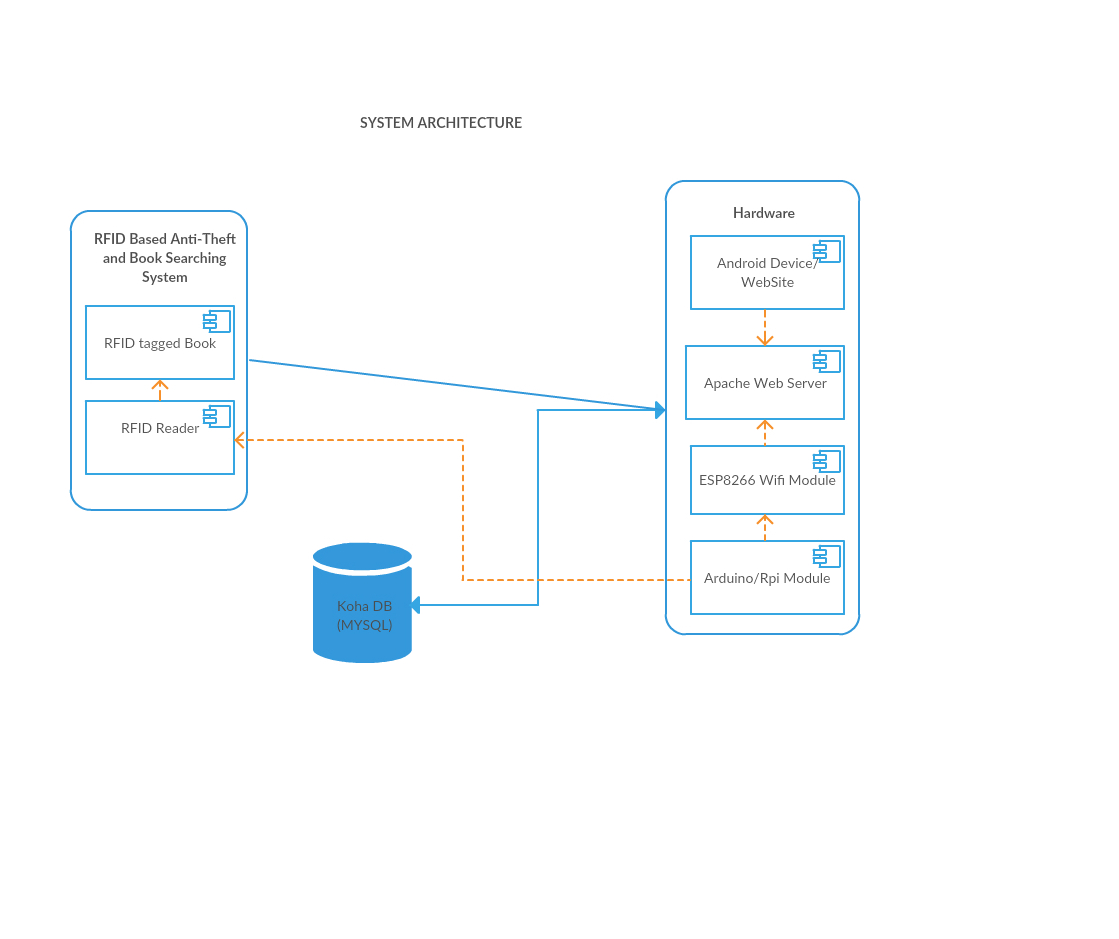 SYSTEM ARCHITECTURE
RFID Based Anti-Theft
and Book Searching
System
RFID tagged Book
RFID Reader
Koha DB
(MYSQL)
Hardware
Android Device/
WebSite
Apache Web Server
ESP8266 Wifi Module
Arduino/Rpi Module